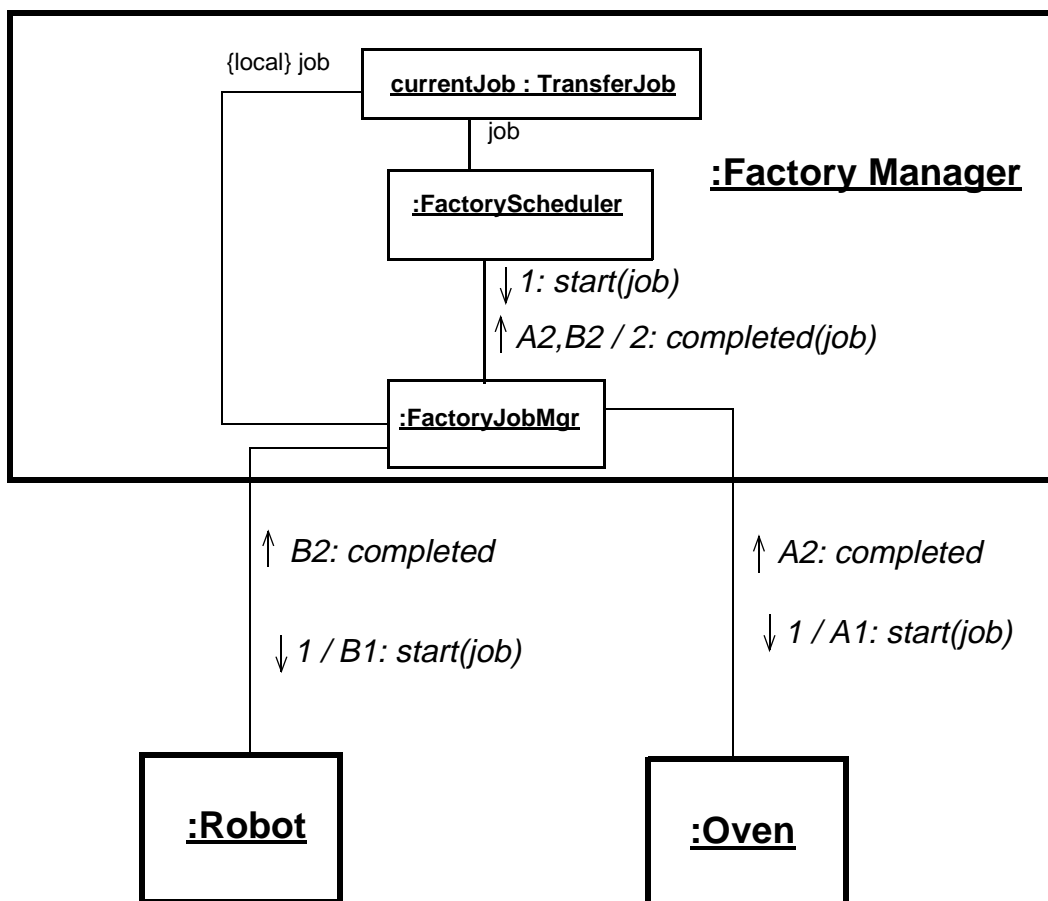 {local} job
currentJob : TransferJob
job
:Factory Manager
:FactoryScheduler
1: start(job)
A2,B2 / 2: completed(job)
:FactoryJobMgr
B2: completed
A2: completed
1 / B1: start(job)
1 / A1: start(job)
:Robot
:Oven